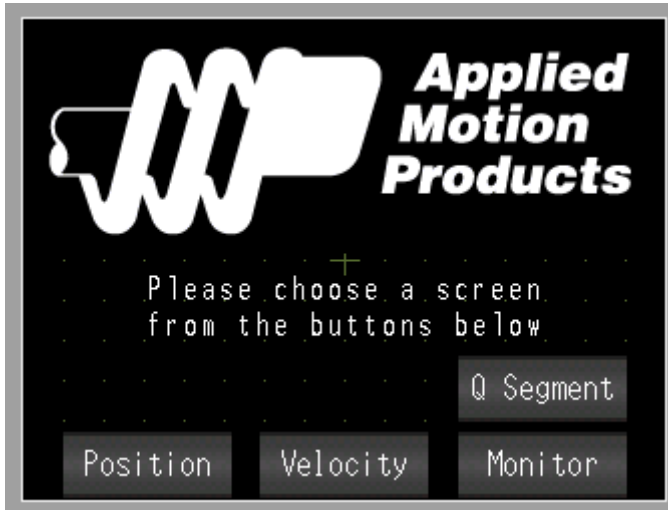 Applied
Motion
Products
Please choose a screen
from the buttons below
Q Segment
Position
Velocity
Monitor